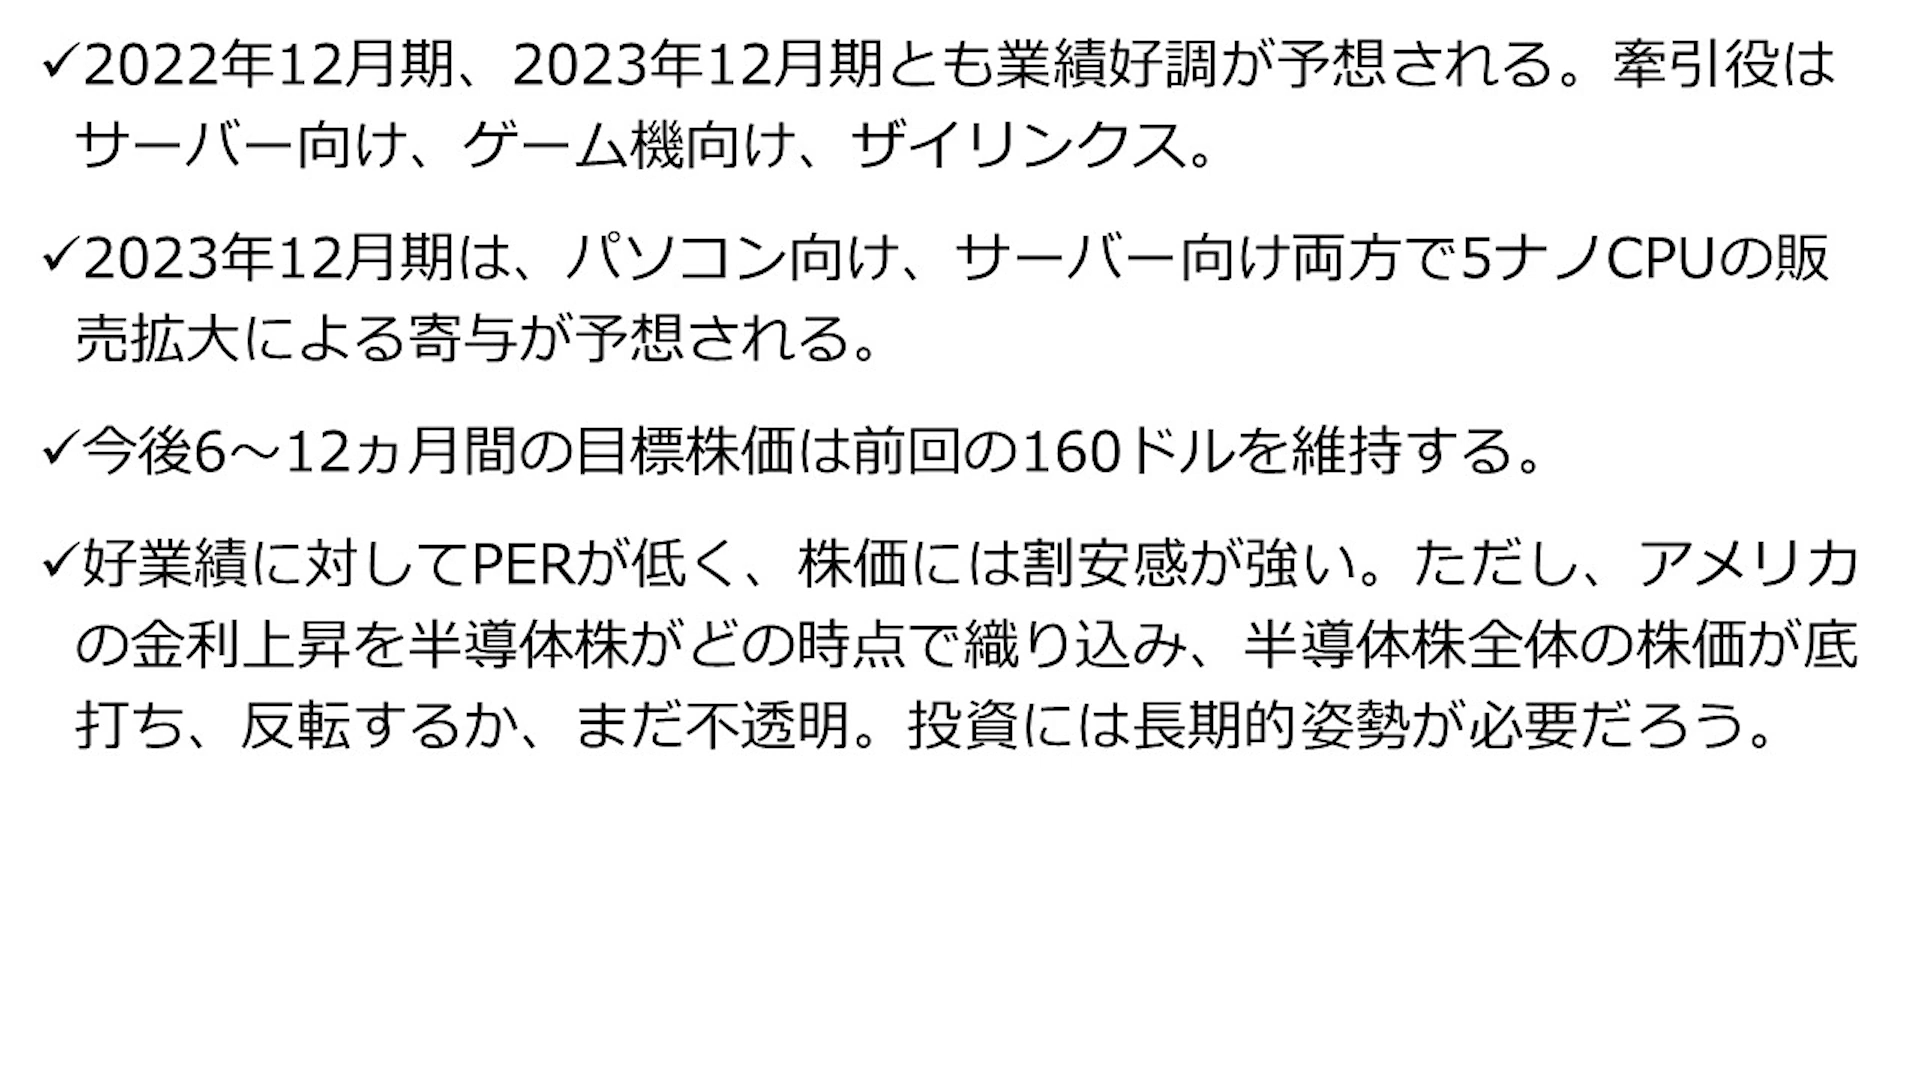 ✓2022年12月期、2023年12月期とも業績好調が予想される。牽引役は
サーバー向け、ゲーム機向け、ザイリンクス。
✓2023年12月期は、パソコン向け、サーバー向け両方で5ナノCPUの販
売拡大による寄与が予想される。
✓今後6～12ヵ月間の目標株価は前回の160ドルを維持する。
✓好業績に対してPERが低く、株価には割安感が強い。ただし、アメリカ
の金利上昇を半導体株がどの時点で織り込み、半導体株全体の株価が底
打ち、反転するか、まだ不透明。投資には長期的姿勢が必要だろう。